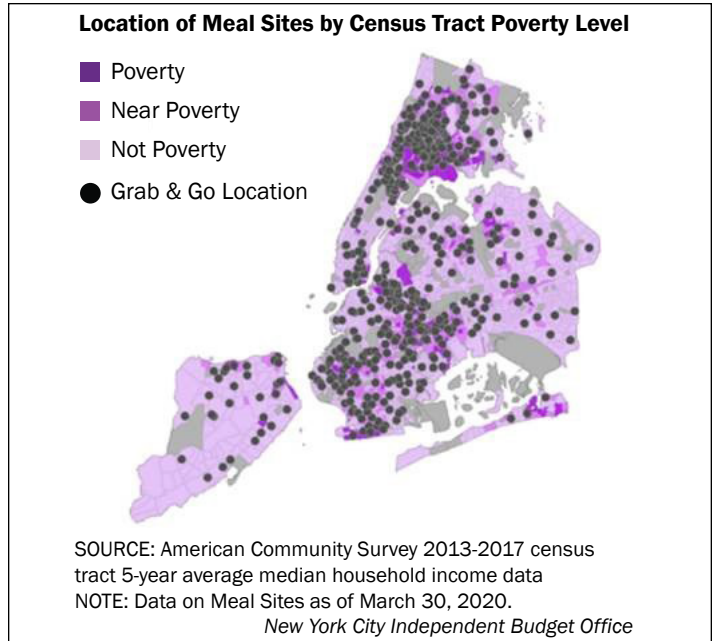 Location of Meal Sites by Census Tract Poverty Level
Poverty
Near Poverty
Not Poverty
Grab & Go Location
SOURCE: American Community Survey 2013-2017 census
tract 5-year average median household income data
NOTE: Data on Meal Sites as of March 30, 2020.
New York City Independent Budget Office